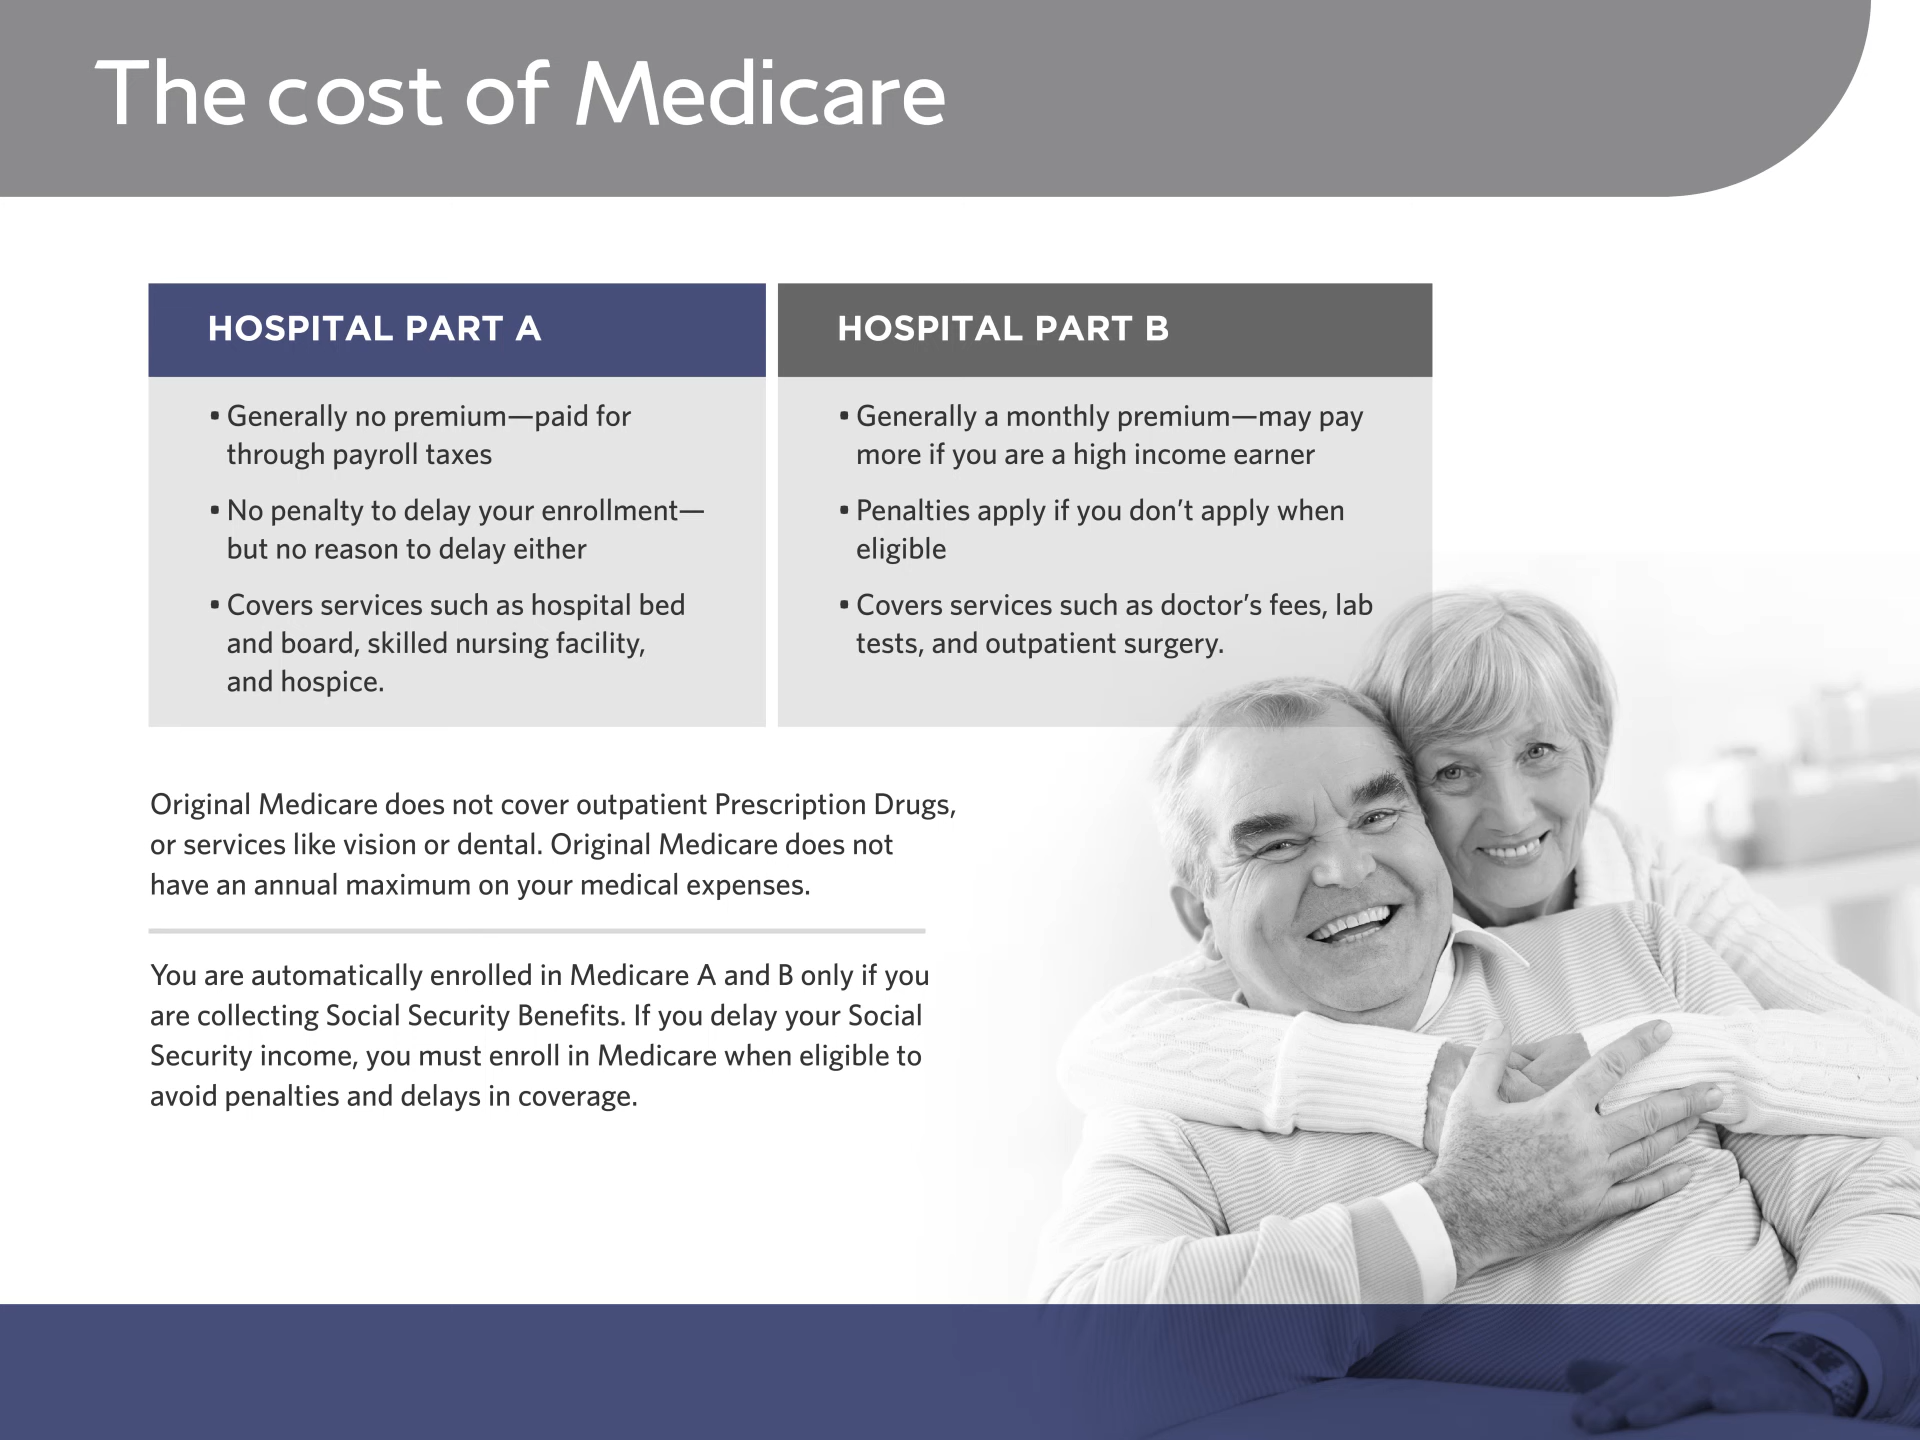 The cost of Medicare
HOSPITAL PART A
• Generally no premium—paid for
through payroll taxes
• No penalty to delay your enrollment—
but no reason to delay either
• Covers services such as hospital bed
and board, skilled nursing facility,
and hospice.
HOSPITAL PART B
• Generally a monthly premium—may pay
more if you are a high income earner
• Penalties apply if you don’t apply when
eligible
• Covers services such as doctor’s fees, lab
tests, and outpatient surgery.
Original Medicare does not cover outpatient Prescription Drugs,
or services like vision or dental. Original Medicare does not
have an annual maximum on your medical expenses.
You are automatically enrolled in Medicare A and B only if you
are collecting Social Security Benefits. If you delay your Social
Security income, you must enroll in Medicare when eligible to
avoid penalties and delays in coverage.